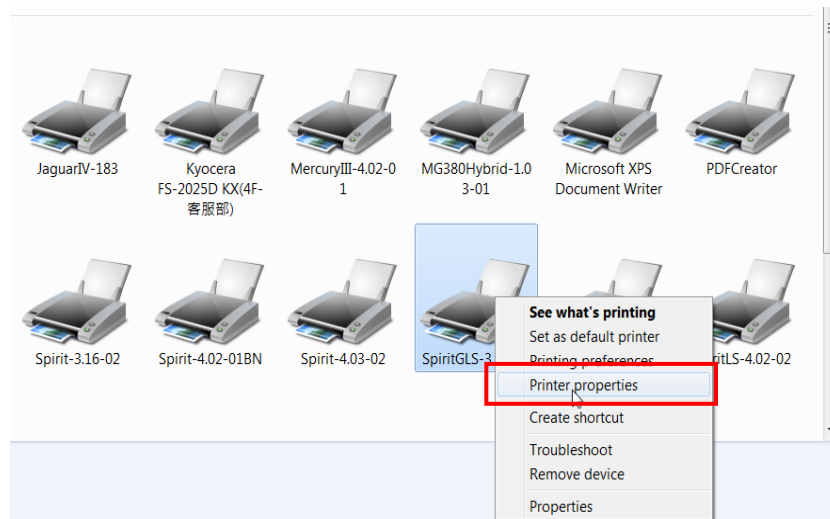 JaguarIV-183
Kyocera
FS-2025D KX(4F-
客服部)
MercuryIII-4.02-0
1
MG380Hybrid-1.0
3-01
Microsoft XPS
Document Writer
PDFCreator
Spirit-3.16-02
Spirit-4.02-01BN
Spirit-4.03-02
SpiritGLS-3
ritLS-4.02-02
See what's printing
Set as default printer
Printing preferences
Printer properties
Create shortcut
Troubleshoot
Remove device
Properties